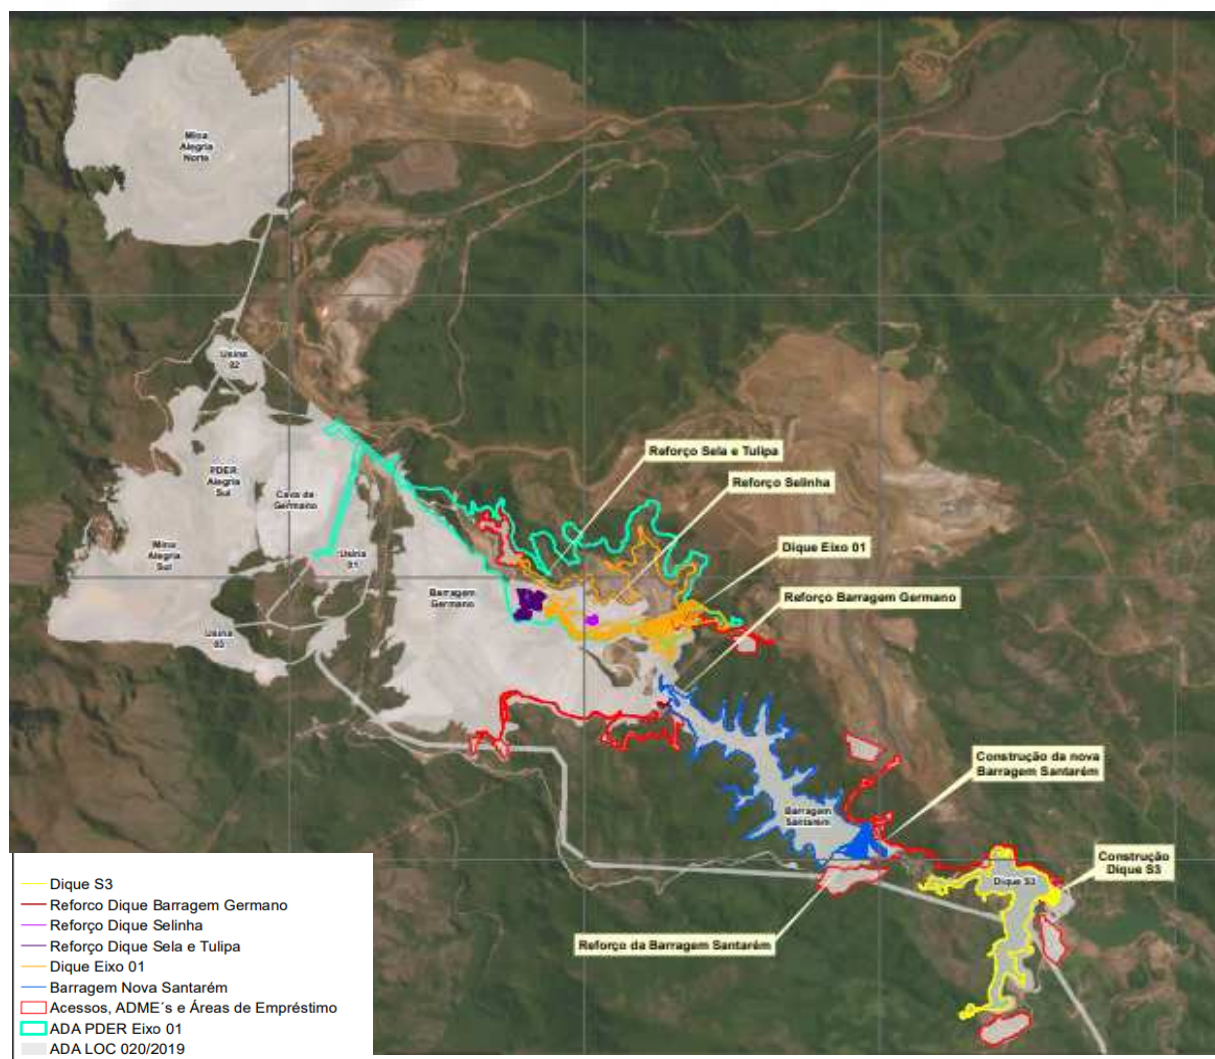 Mina
Alegria
Norte
Usina
02
PDER
Alegria
Sul
Cava de
Germano
Mina
Alegria
Sul
Usina
01
Usina
03
Barragem
Germano
Reforço Sela e Tulipa
Reforço Selinha
Dique Eixo 01
Reforço Barragem Germano
Construção da nova
Barragem Santarém
Barragem
Santarém
Construção
Dique S3
Dique S3
Reforço da Barragem Santarém
Dique S3
Reforco Dique Barragem Germano
Reforço Dique Selinha
Reforço Dique Sela e Tulipa
Dique Eixo 01
Barragem Nova Santarém
Acessos, ADME´s e Áreas de Empréstimo
ADA PDER Eixo 01
ADA LOC 020/2019